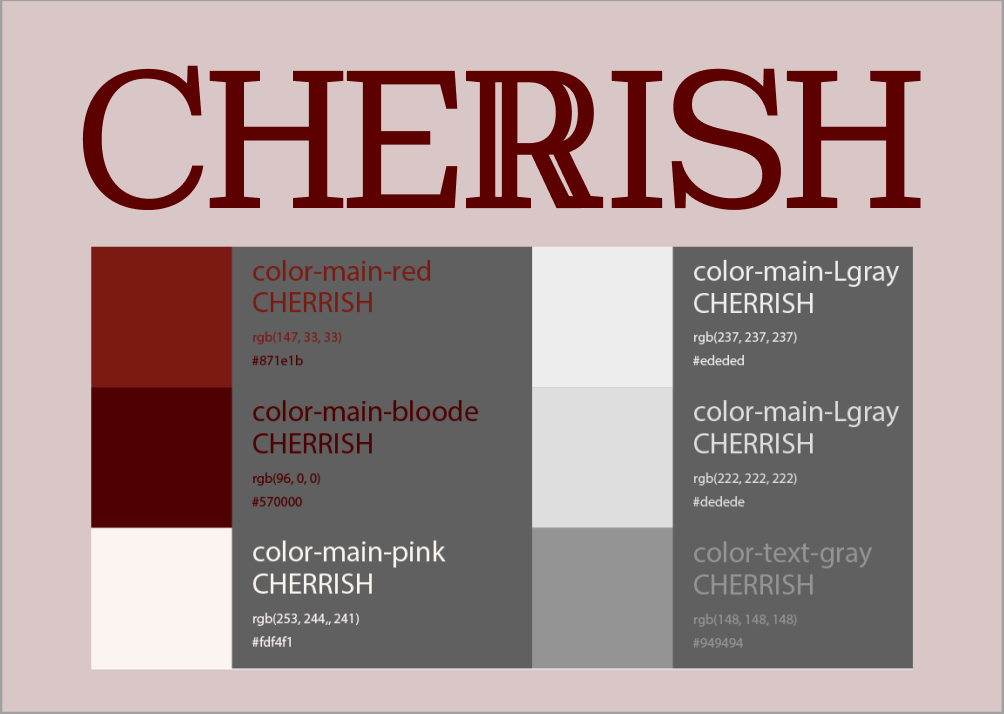 CHERRISH
color-main-red
CHERRISH
rgb(147, 33, 33)
#871e1b
color-main-bloode
CHERRISH
rgb(96, 0, 0)
#570000
color-main-pink
CHERRISH
rgb(253, 244,, 241)
#fdf4f1
color-main-Lgray
CHERRISH
rgb(237, 237, 237)
#ededed
color-main-Lgray
CHERRISH
rgb(222, 222, 222)
#dedede
color-text-gray
CHERRISH
rgb(148, 148, 148)
#949494